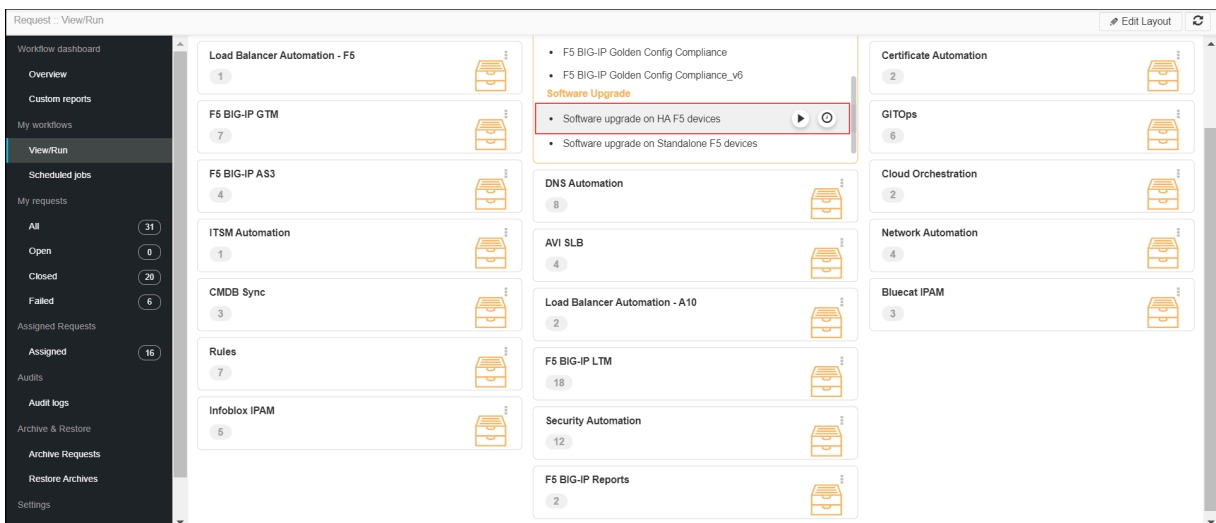 Request :: View/Run
Edit Layout
Workflow dashboard
Overview
Custom reports
My workflows
View/Run
Scheduled jobs
My requests
All 31
Open 0
Closed 20
Failed 6
Assigned Requests
Assigned 16
Audits
Audit logs
Archive & Restore
Archive Requests
Restore Archives
Settings
Load Balancer Automation - F5
1
F5 BIG-IP GTM
7
F5 BIG-IP AS3
4
ITSM Automation
1
CMDB Sync
3
Rules
7
Infoblox IPAM
5
• F5 BIG-IP Golden Config Compliance
• F5 BIG-IP Golden Config Compliance_v6
Software Upgrade
• Software upgrade on HA F5 devices
• Software upgrade on Standalone F5 devices
DNS Automation
8
AVI SLB
4
Load Balancer Automation - A10
2
F5 BIG-IP LTM
18
Security Automation
12
F5 BIG-IP Reports
2
Certificate Automation
2
GITOps
6
Cloud Orchestration
2
Network Automation
4
Bluecat IPAM
3